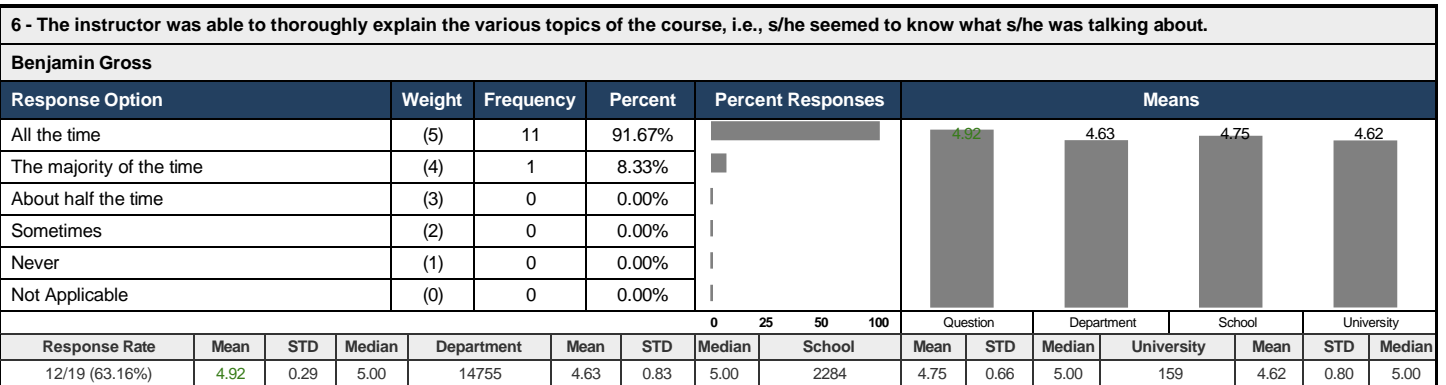 6 - The instructor was able to thoroughly explain the various topics of the course, i.e., s/he seemed to know what s/he was talking about.
Benjamin Gross
Response Option Weight Frequency Percent Percent Responses Means
All the time (5) 11 91.67% 4.92 4.63 4.75 4.62
The majority of the time (4) 1 8.33%
About half the time (3) 0 0.00%
Sometimes (2) 0 0.00%
Never (1) 0 0.00%
Not Applicable (0) 0 0.00%
0 25 50 100 Question Department School University
Response Rate Mean STD Median Department Mean STD Median School Mean STD Median University Mean STD Median
12/19 (63.16%) 4.92 0.29 5.00 14755 4.63 0.83 5.00 2284 4.75 0.66 5.00 159 4.62 0.80 5.00